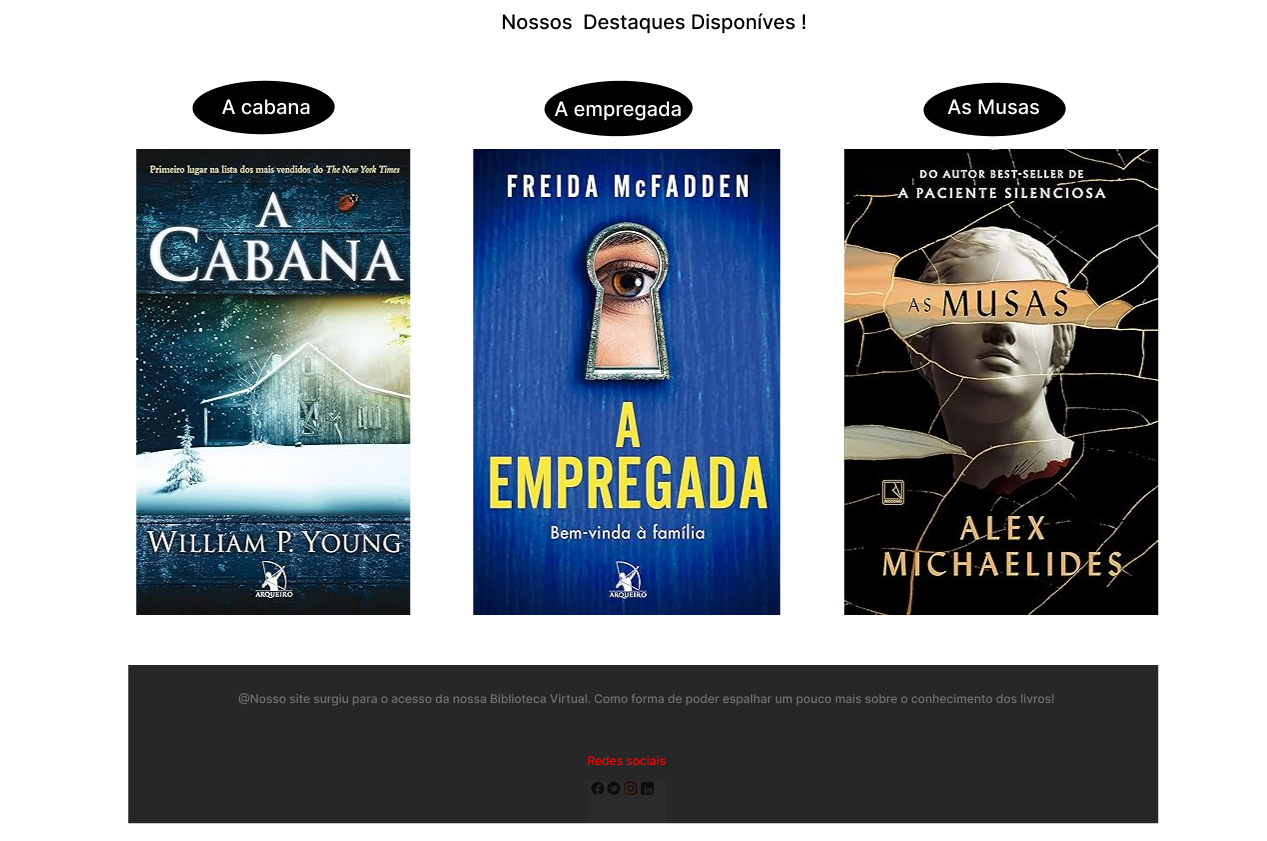 Nossos Destaques Disponíves !
A cabana
A empregada
As Musas
Primeiro lugar na lista dos mais vendidos do The New York Times
A
CABANA
WILLIAM P. YOUNG
ARQUEIRO
FREIDA McFADDEN
A
EMPREGADA
Bem-vinda à família
ARQUEIRO
DO AUTOR BEST-SELLER DE
A PACIENTE SILENCIOSA
AS MUSAS
RECORD
ALEX
MICHAELIDES
@Nosso site surgiu para o acesso da nossa Biblioteca Virtual. Como forma de poder espalhar um pouco mais sobre o conhecimento dos livros!
Redes sociais